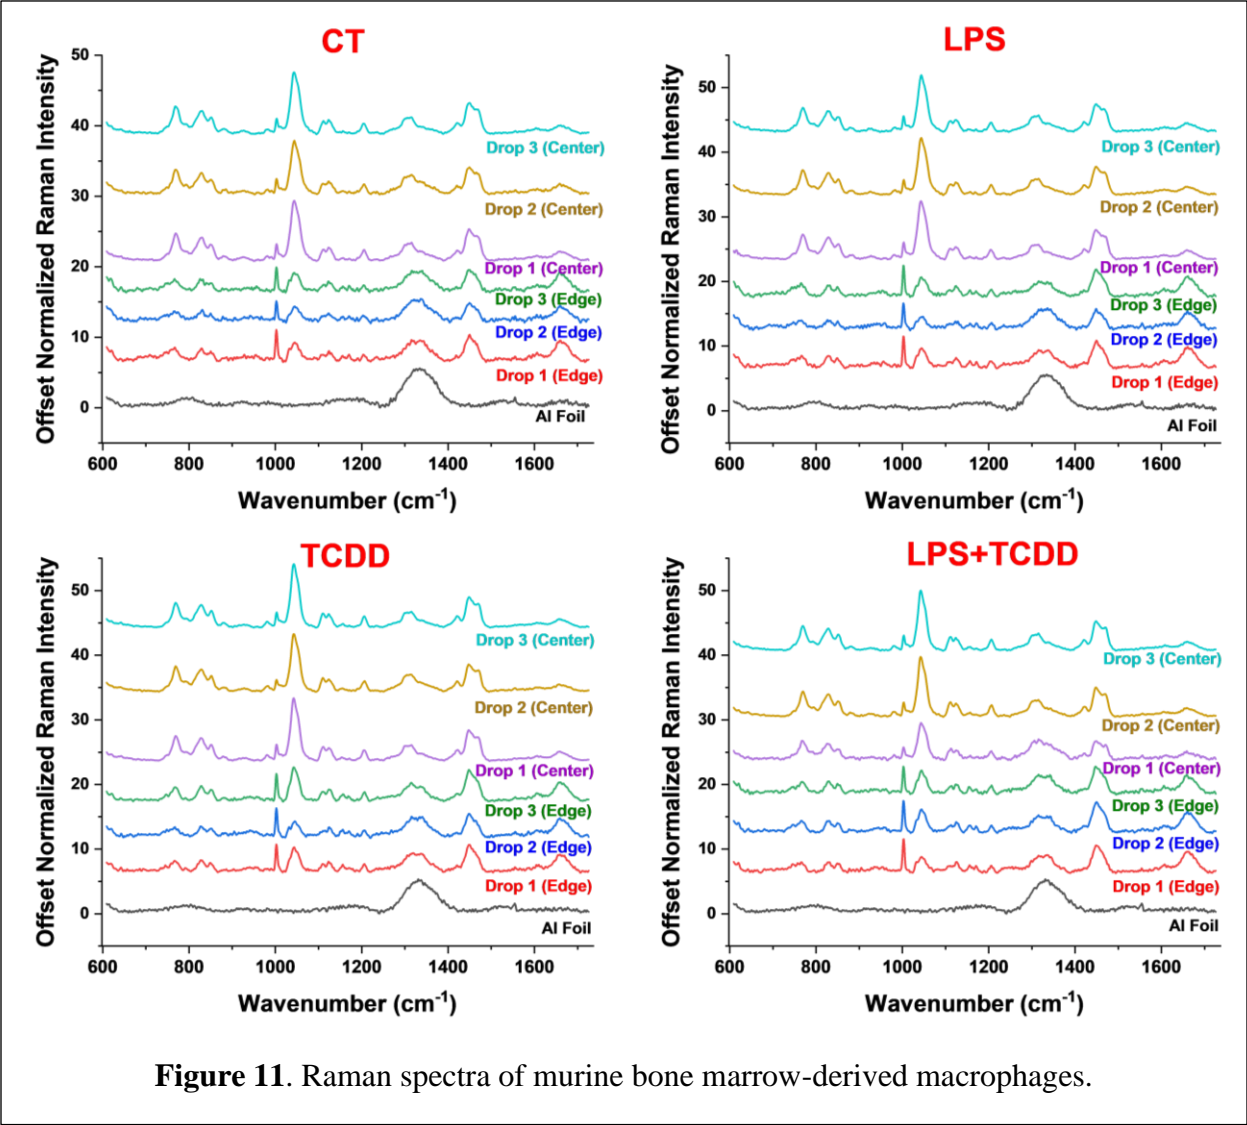 CT
Offset Normalized Raman Intensity
50
40
30
20
10
0
Drop 3 (Center)
Drop 2 (Center)
Drop 1 (Center)
Drop 3 (Edge)
Drop 2 (Edge)
Drop 1 (Edge)
Al Foil
600 800 1000 1200 1400 1600
Wavenumber (cm⁻¹)
LPS
Offset Normalized Raman Intensity
50
40
30
20
10
0
Drop 3 (Center)
Drop 2 (Center)
Drop 1 (Center)
Drop 3 (Edge)
Drop 2 (Edge)
Drop 1 (Edge)
Al Foil
600 800 1000 1200 1400 1600
Wavenumber (cm⁻¹)
TCDD
Offset Normalized Raman Intensity
50
40
30
20
10
0
Drop 3 (Center)
Drop 2 (Center)
Drop 1 (Center)
Drop 3 (Edge)
Drop 2 (Edge)
Drop 1 (Edge)
Al Foil
600 800 1000 1200 1400 1600
Wavenumber (cm⁻¹)
LPS+TCDD
Offset Normalized Raman Intensity
50
40
30
20
10
0
Drop 3 (Center)
Drop 2 (Center)
Drop 1 (Center)
Drop 3 (Edge)
Drop 2 (Edge)
Drop 1 (Edge)
Al Foil
600 800 1000 1200 1400 1600
Wavenumber (cm⁻¹)
Figure 11. Raman spectra of murine bone marrow-derived macrophages.